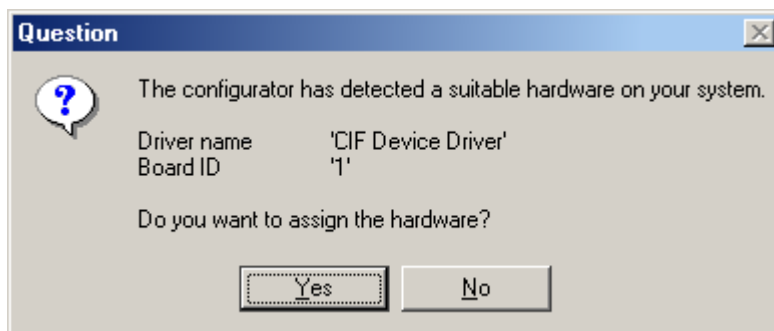 Question
The configurator has detected a suitable hardware on your system.
Driver name 'CIF Device Driver'
Board ID '1'
Do you want to assign the hardware?
Yes No